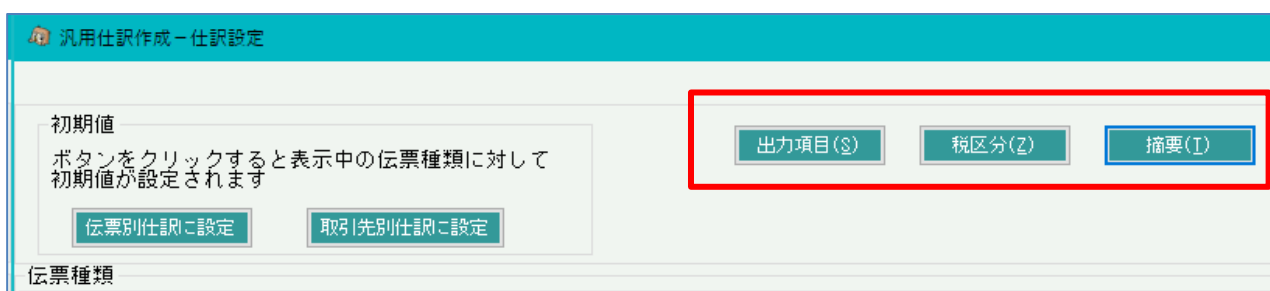 汎用仕訳作成－仕訳設定
初期値
ボタンをクリックすると表示中の伝票種類に対して
初期値が設定されます
伝票別仕訳に設定 取引先別仕訳に設定
出力項目(S) 税区分(Z) 摘要(T)
伝票種類